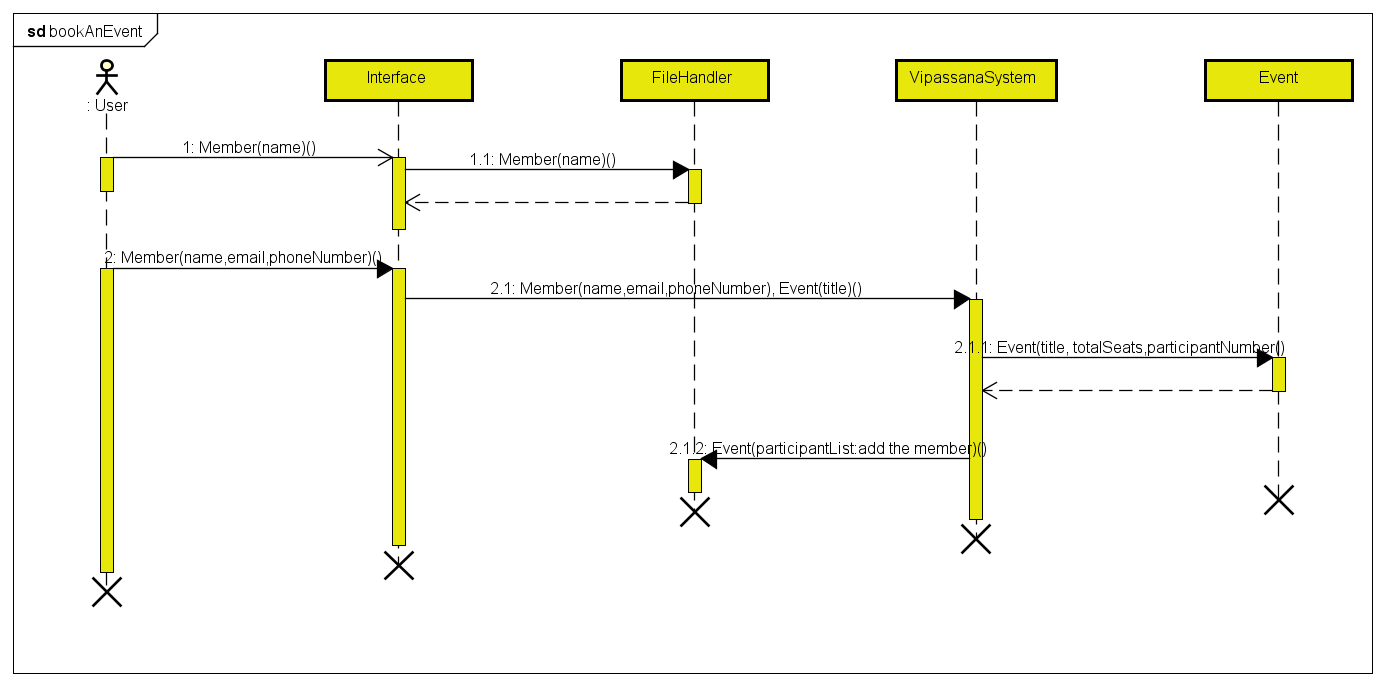 sd bookAnEvent
: User
Interface
FileHandler
VipassanaSystem
Event
1: Member(name)()
1.1: Member(name)()
2: Member(name,email,phoneNumber)()
2.1: Member(name,email,phoneNumber), Event(title)()
2.1.1: Event(title, totalSeats,participantNumber()
2.1.2: Event(participantList:add the member)()